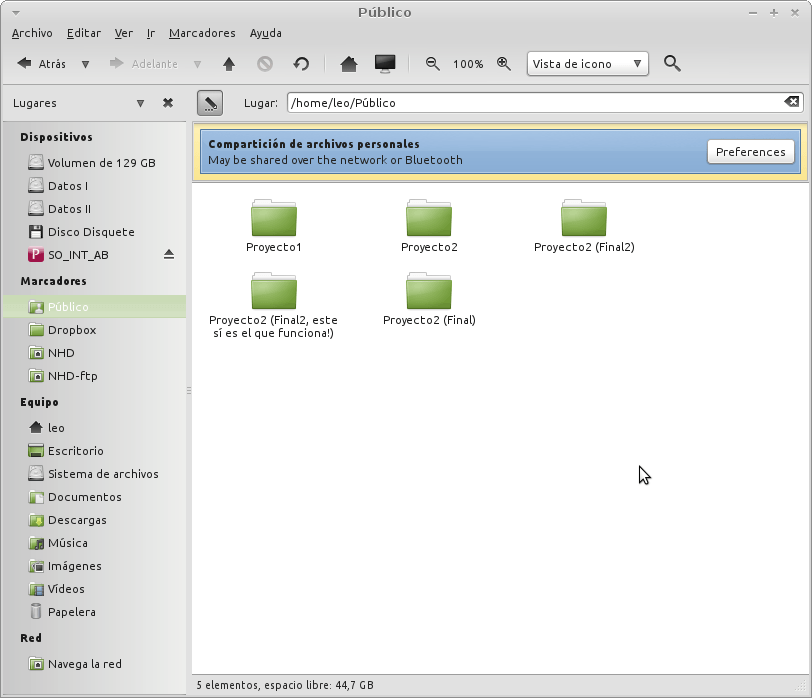 Público
Archivo Editar Ver Ir Marcadores Ayuda
Atrás Adelante 100% Vista de icono
Lugares Lugar: /home/leo/Público
Dispositivos
Volumen de 129 GB
Datos I
Datos II
Disco Disquete
SO_INT_AB
Marcadores
Público
Dropbox
NHD
NHD-ftp
Equipo
leo
Escritorio
Sistema de archivos
Documentos
Descargas
Música
Imágenes
Vídeos
Papelera
Red
Navega la red
Compartición de archivos personales
May be shared over the network or Bluetooth
Preferences
Proyecto1
Proyecto2
Proyecto2 (Final2)
Proyecto2 (Final2, este
sí es el que funciona!)
Proyecto2 (Final)
5 elementos, espacio libre: 44,7 GB